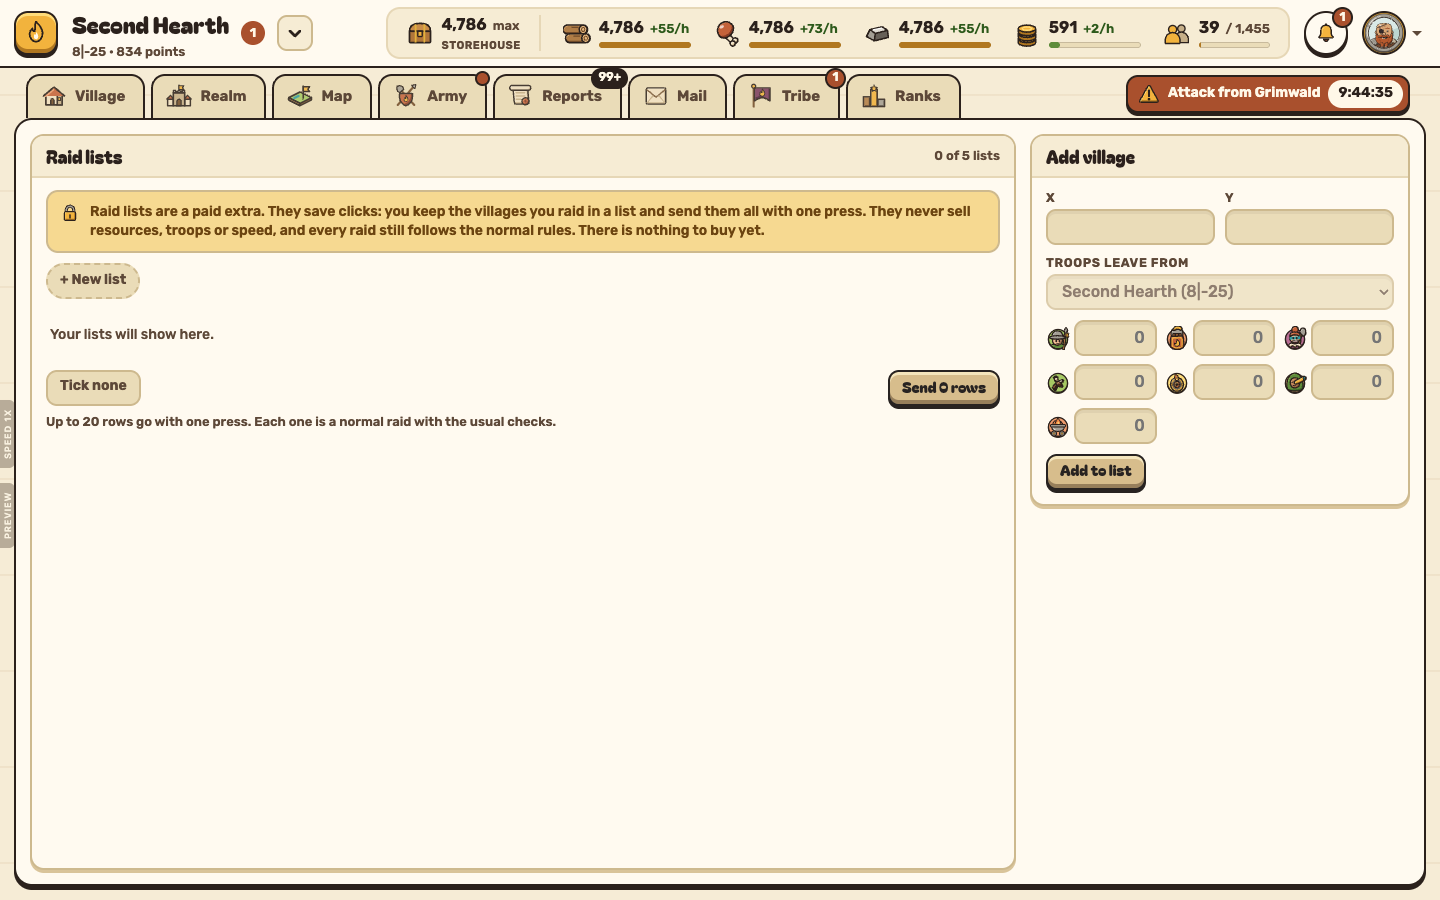 Second Hearth
1
8|-25 • 834 points
4,786 max
STOREHOUSE
4,786 +55/h
4,786 +73/h
4,786 +55/h
591 +2/h
39 / 1,455
1
Village
Realm
Map
Army
Reports
99+
Mail
Tribe
1
Ranks
Attack from Grimwald 9:44:35
Raid lists
0 of 5 lists
Raid lists are a paid extra. They save clicks: you keep the villages you raid in a list and send them all with one press. They never sell
resources, troops or speed, and every raid still follows the normal rules. There is nothing to buy yet.
+ New list
Your lists will show here.
Tick none
Send 0 rows
Up to 20 rows go with one press. Each one is a normal raid with the usual checks.
Add village
X
Y
TROOPS LEAVE FROM
Second Hearth (8|-25)
0 0 0
0 0 0
0
Add to list
SPEED 1X
PREVIEW